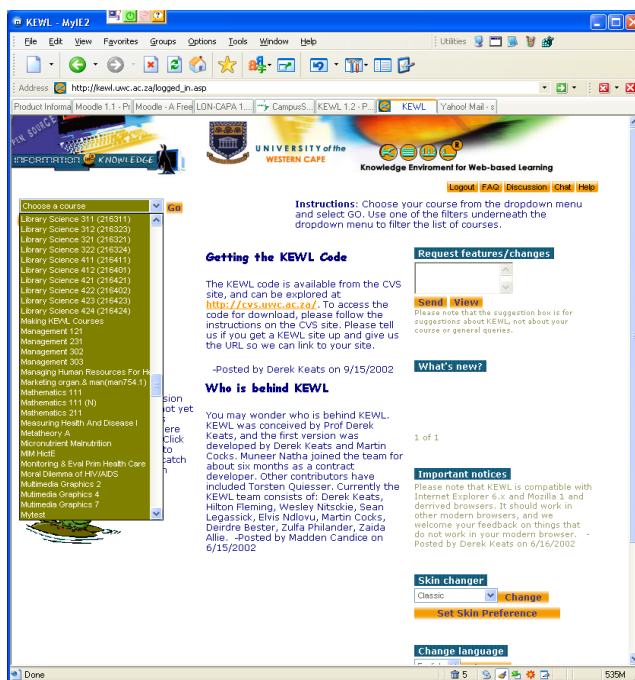 KEWL - MyIE2
File Edit View Favorites Groups Options Tools Window Help Utilities
Address http://kewl.uwc.ac.za/logged_in.asp
Product Informa Moodle 1.1 - Pr Moodle - A Free LON-CAPA 1.... CampusS... KEWL 1.2 - P... KEWL Yahoo! Mail - s
OPEN SOURCE
INFORMATION KNOWLEDGE
UNIVERSITY of the
WESTERN CAPE
KEWL
Knowledge Enviroment for Web-based Learning
Logout FAQ Discussion Chat Help
Choose a course Go
Library Science 311 (216311)
Library Science 312 (216323)
Library Science 321 (216321)
Library Science 322 (216324)
Library Science 411 (216411)
Library Science 412 (216401)
Library Science 421 (216421)
Library Science 422 (216402)
Library Science 423 (216423)
Library Science 424 (216424)
Making KEWL Courses
Management 121
Management 231
Management 302
Management 303
Managing Human Resources For He
Marketing organ.& man(man754.1)
Mathematics 111
Mathematics 111 (N)
Mathematics 211
Measuring Health And Disease I
Metatheory A
Micronutrient Malnutrition
MIM HictE
Monitoring & Eval Prim Health Care
Moral Dilemma of HIV/AIDS
Mutimedia Graphics 2
Mutimedia Graphics 4
Mutimedia Graphics 7
Mytest
sion
not yet
ere
Click
to
catch
Instructions: Choose your course from the dropdown menu
and select GO. Use one of the filters underneath the
dropdown menu to filter the list of courses.
Getting the KEWL Code
The KEWL code is available from the CVS
site, and can be explored at
http://cvs.uwc.ac.za/. To access the
code for download, please follow the
instructions on the CVS site. Please tell
us if you get a KEWL site up and give us
the URL so we can link to your site.
-Posted by Derek Keats on 9/15/2002
Who is behind KEWL
You may wonder who is behind KEWL.
KEWL was conceived by Prof Derek
Keats, and the first version was
developed by Derek Keats and Martin
Cocks. Muneer Natha joined the team for
about six months as a contract
developer. Other contributors have
included Torsten Quiesser. Currently the
KEWL team consists of: Derek Keats,
Hilton Fleming, Wesley Nitsckie, Sean
Legassick, Elvis Ndlovu, Martin Cocks,
Deirdre Bester, Zulfa Philander, Zaida
Allie. -Posted by Madden Candice on
6/15/2002
Request features/changes
Send View
Please note that the suggestion box is for
suggestions about KEWL, not about your
course or general queries.
What's new?
1 of 1
Important notices
Please note that KEWL is compatible with
Internet Explorer 6.x and Mozilla 1 and
derrived browsers. It should work in
other modern browsers, and we
welcome your feedback on things that
do not work in your modern browser. -
Posted by Derek Keats on 6/16/2002
Skin changer
Classic Change
Set Skin Preference
Change language
Done 5 535M